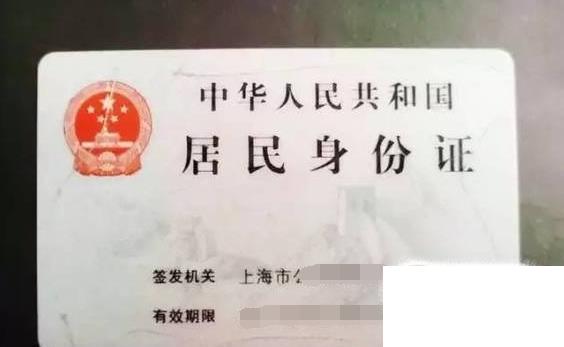 中华人民共和国
居民身份证
签发机关 上海市公
有效期限